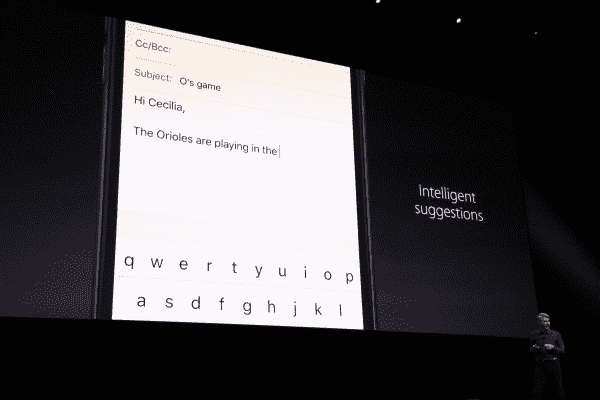 Cc/Bcc:
Subject: O's game
Hi Cecilia,
The Orioles are playing in the
Intelligent
suggestions
q w e r t y u i o p
a s d f g h j k l